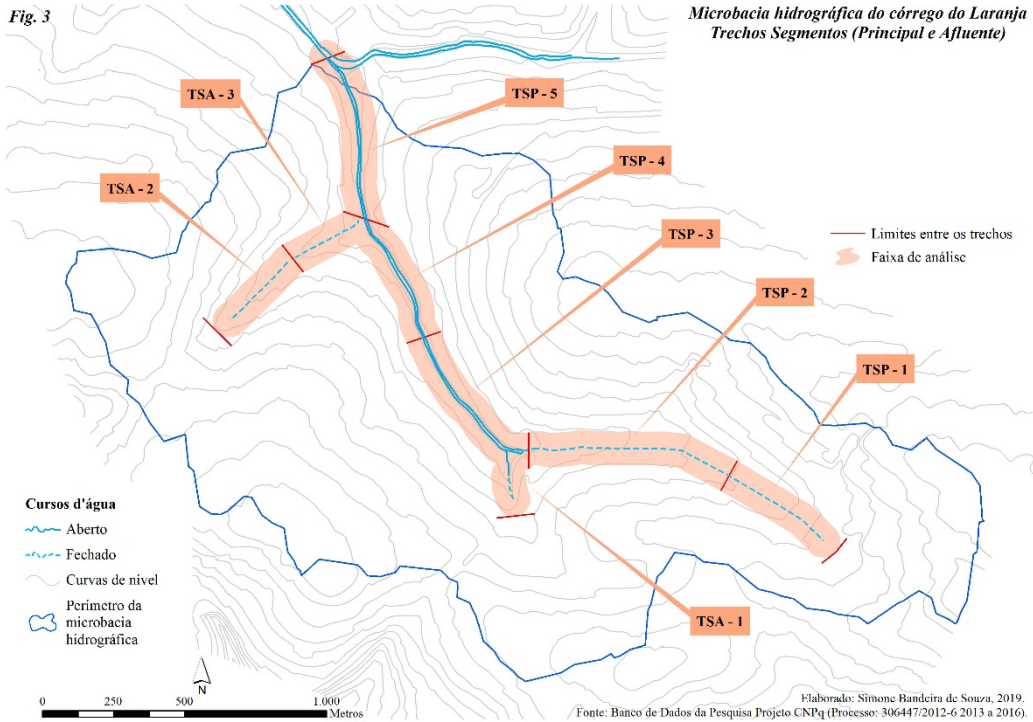 Fig. 3
Microbacia hidrográfica do córrego do Laranja
Trechos Segmentos (Principal e Afluente)
TSA - 3
TSP - 5
TSA - 2
TSP - 4
TSP - 3
TSP - 2
TSP - 1
TSA - 1
Limites entre os trechos
Faixa de análise
Cursos d'água
Aberto
Fechado
Curvas de nível
Perímetro da
microbacia
hidrográfica
N
0 250 500 1.000
Metros
Elaborado: Simone Bandeira de Souza, 2019.
Fonte: Banco de Dados da Pesquisa Projeto CNPq (Processo: 306447/2012-6 2013 a 2016).